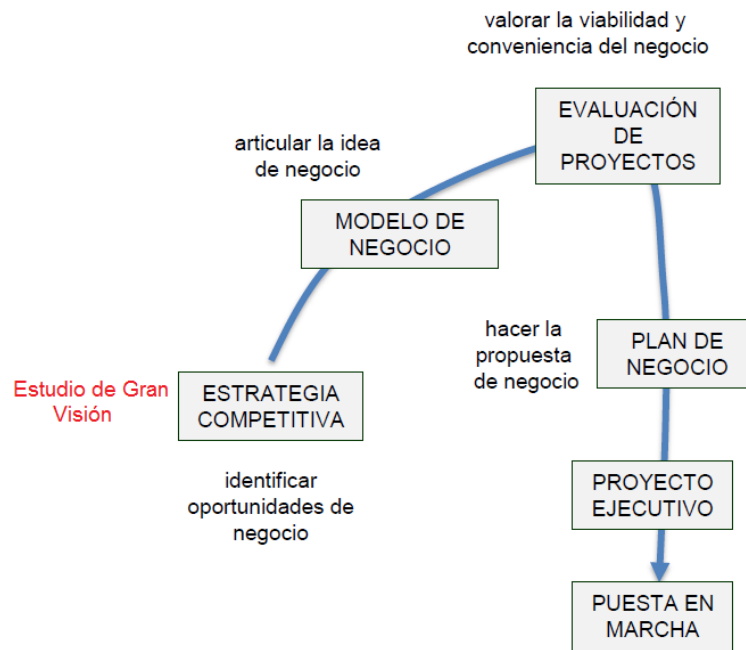 valorar la viabilidad y
conveniencia del negocio
EVALUACIÓN
DE
PROYECTOS
articular la idea
de negocio
MODELO DE
NEGOCIO
hacer la
propuesta
de negocio
PLAN DE
NEGOCIO
Estudio de Gran
Visión
ESTRATEGIA
COMPETITIVA
identificar
oportunidades de
negocio
PROYECTO
EJECUTIVO
PUESTA EN
MARCHA